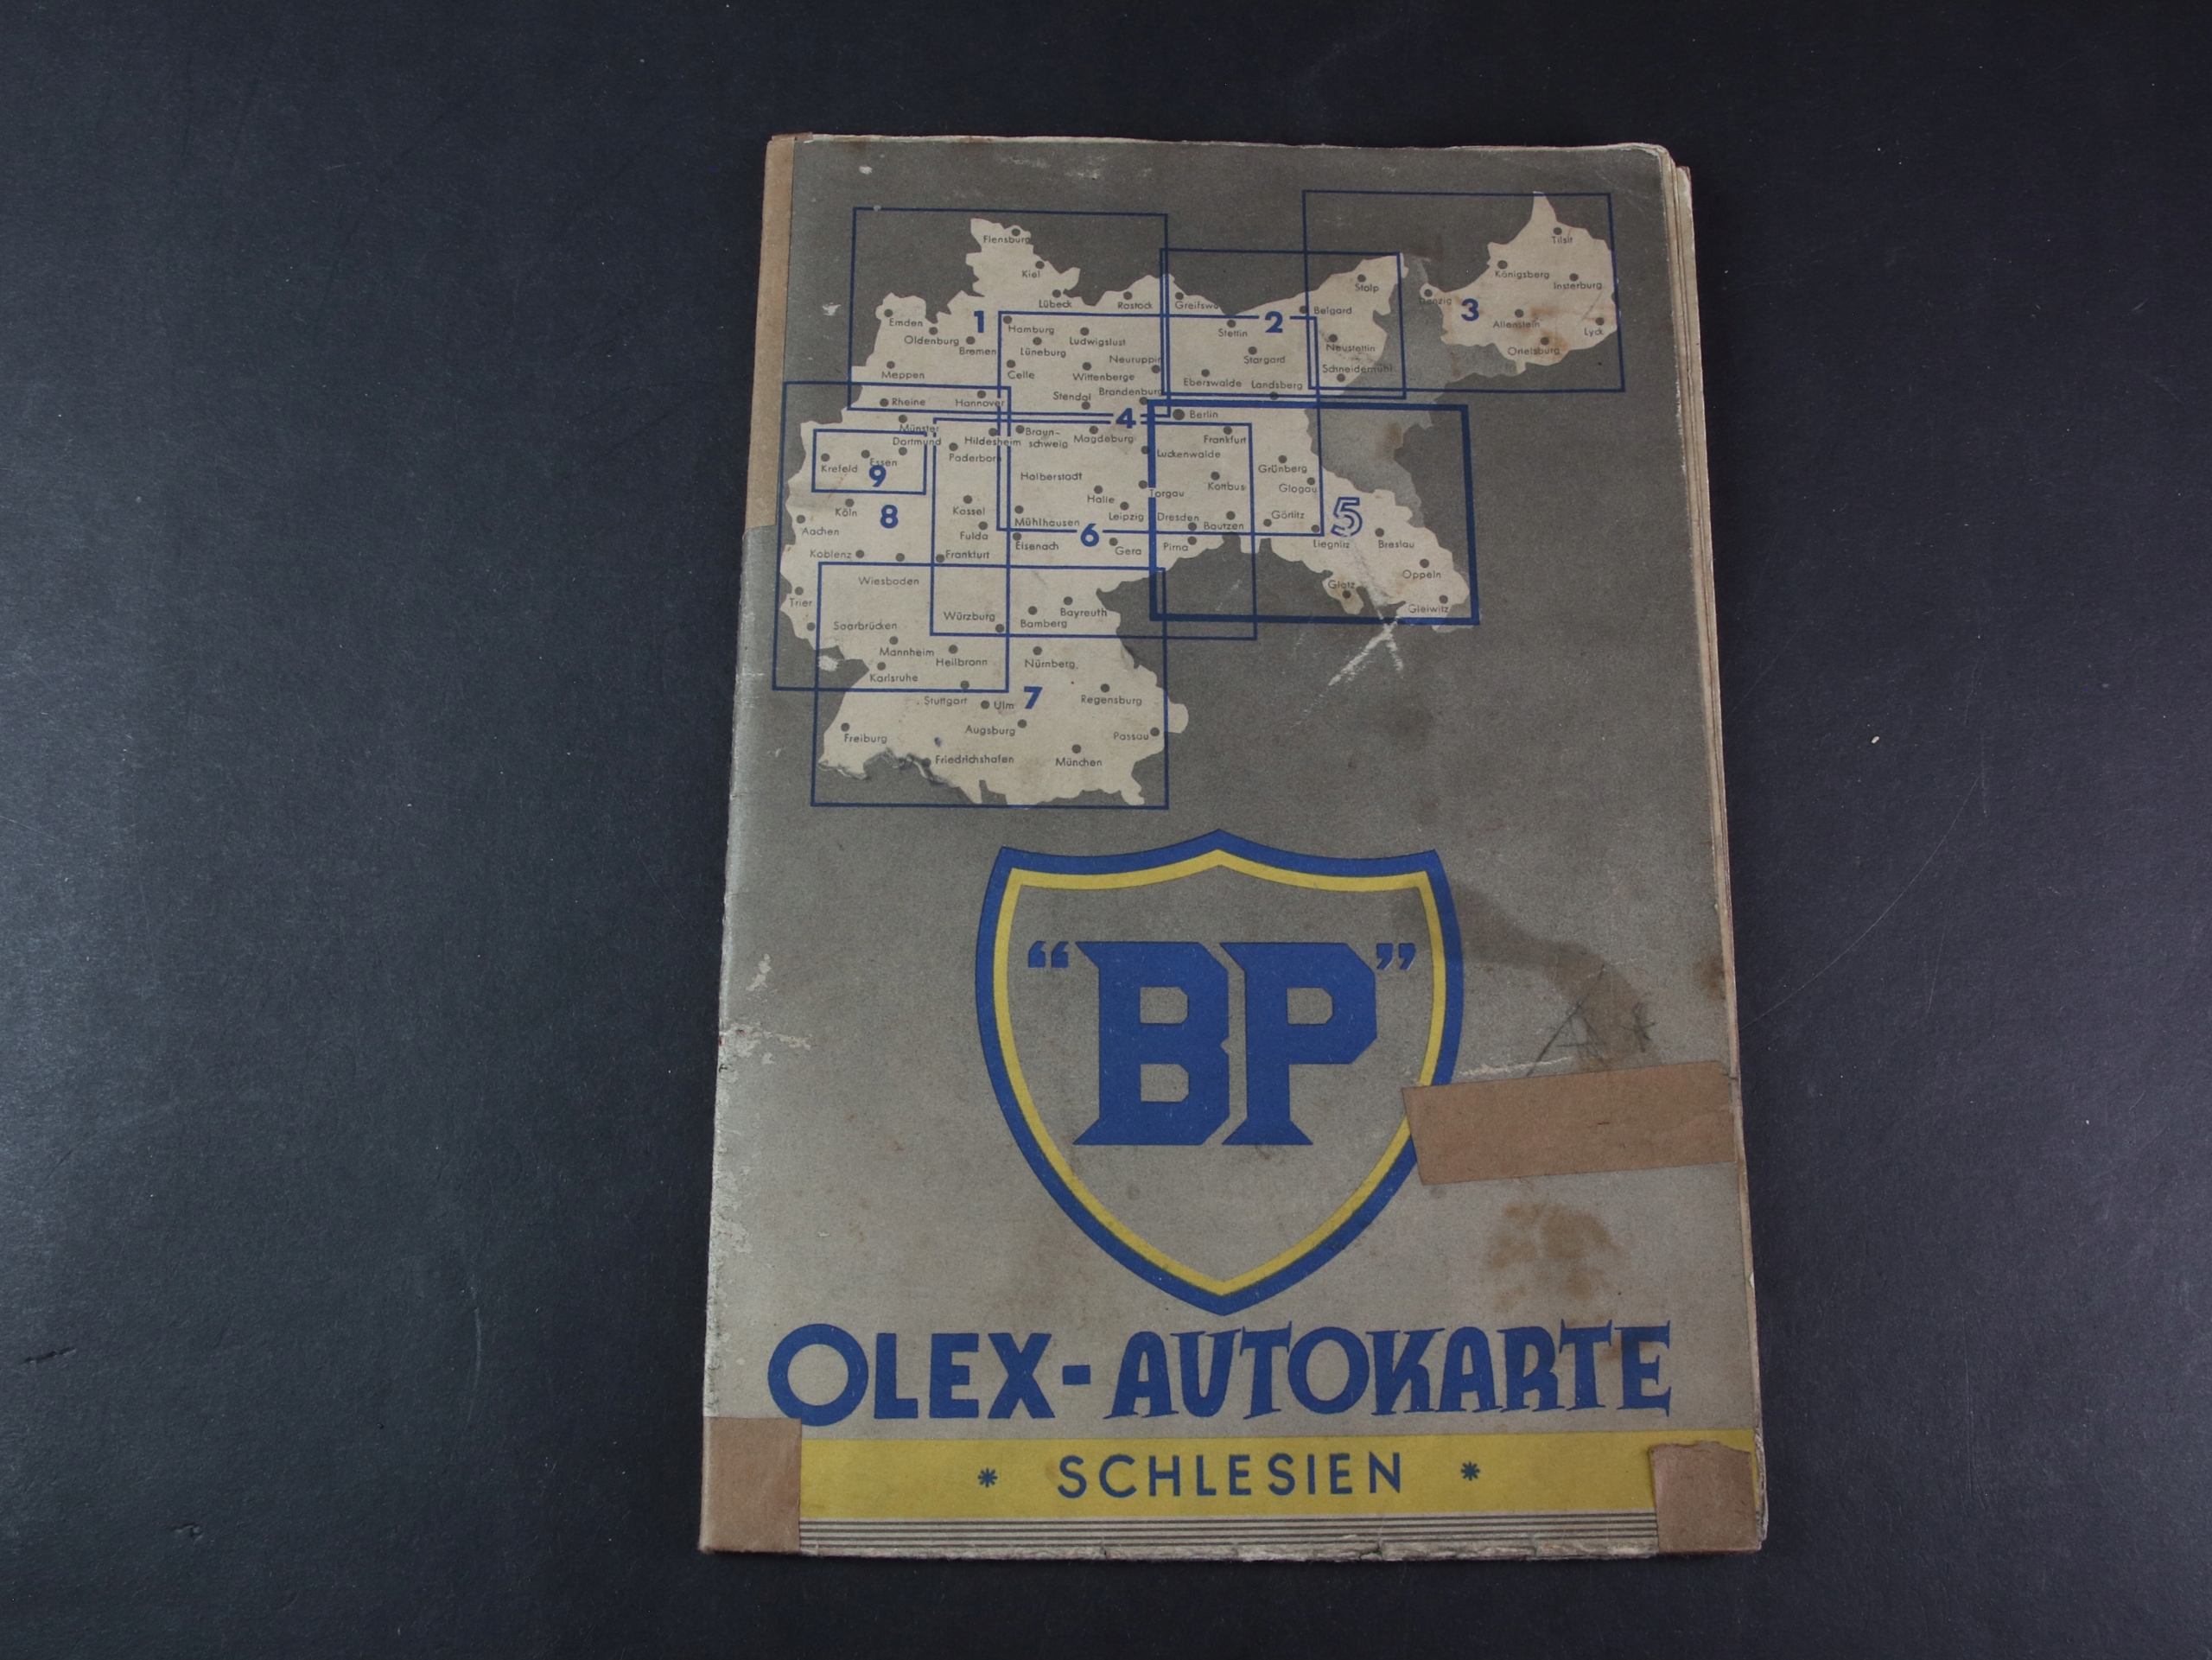 Flensburg
Tilsit
Kiel
Königsberg
Insterburg
Stolp
Lübeck
Rostock
Greifswa
Danzig
Belgard
3
Emden
1
Hamburg
Stettin
2
Allenstein
Lyck
Oldenburg
Bremen
Lüneburg
Ludwigslust
Neuruppin
Stargard
Neustettin
Ortelsburg
Meppen
Celle
Wittenberge
Eberswalde
Landsberg
Schneidemühl
Rheine
Hannover
Stendal
Brandenburg
4
Berlin
Münster
Dortmund
Hildesheim
Braun-
schweig
Magdeburg
Frankfurt
Krefeld
Essen
9
Paderborn
Luckenwalde
Grünberg
Halberstadt
Halle
Torgau
Kottbus
Glogau
Köln
8
Kassel
Mühlhausen
Leipzig
Dresden
Bautzen
Görlitz
5
Aachen
Fulda
6
Liegnitz
Breslau
Koblenz
Frankfurt
Eisenach
Gera
Pirna
Wiesbaden
Glatz
Oppeln
Trier
Würzburg
Bayreuth
Gleiwitz
Saarbrücken
Bamberg
Mannheim
Heilbronn
Nürnberg
Karlsruhe
Stuttgart
Ulm
7
Regensburg
Freiburg
Augsburg
Passau
Friedrichshafen
München
“BP”
OLEX-AUTOKARTE
* SCHLESIEN *